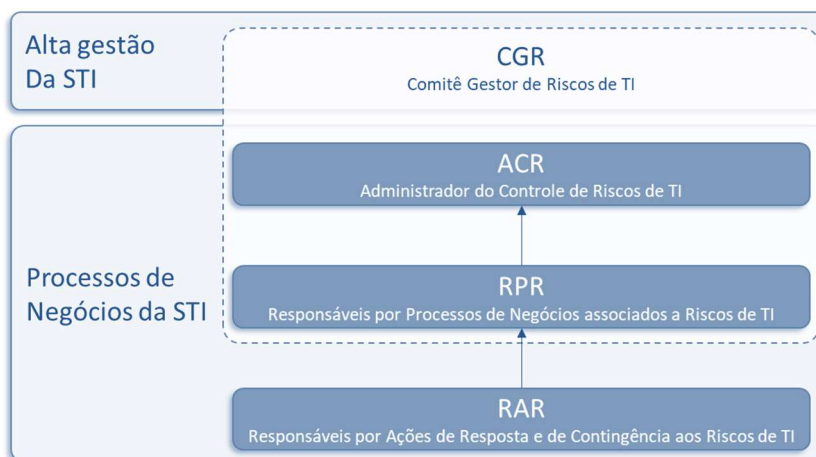 Alta gestão
Da STI
CGR
Comitê Gestor de Riscos de TI
ACR
Administrador do Controle de Riscos de TI
Processos de
Negócios da STI
RPR
Responsáveis por Processos de Negócios associados a Riscos de TI
RAR
Responsáveis por Ações de Resposta e de Contingência aos Riscos de TI